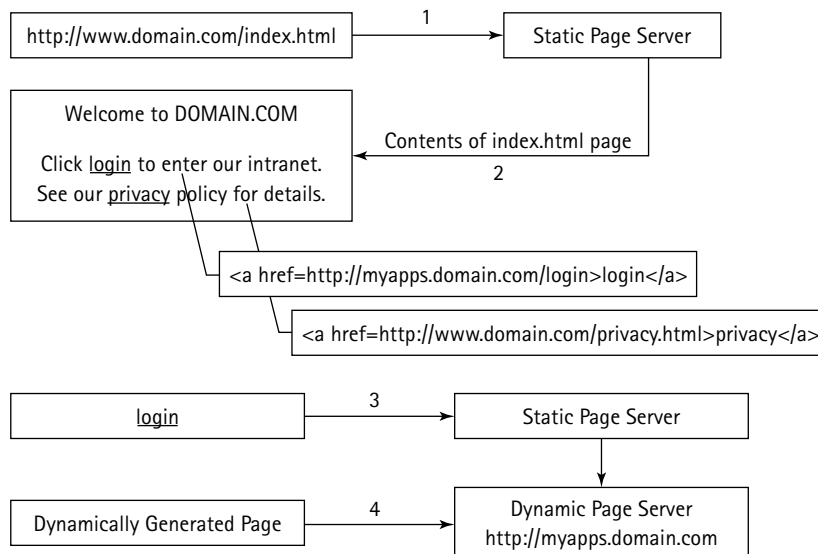 http://www.domain.com/index.html
1
Static Page Server
Welcome to DOMAIN.COM
Click login to enter our intranet.
See our privacy policy for details.
Contents of index.html page
2
<a href=http://myapps.domain.com/login>login</a>
<a href=http://www.domain.com/privacy.html>privacy</a>
login
3
Static Page Server
Dynamically Generated Page
4
Dynamic Page Server
http://myapps.domain.com